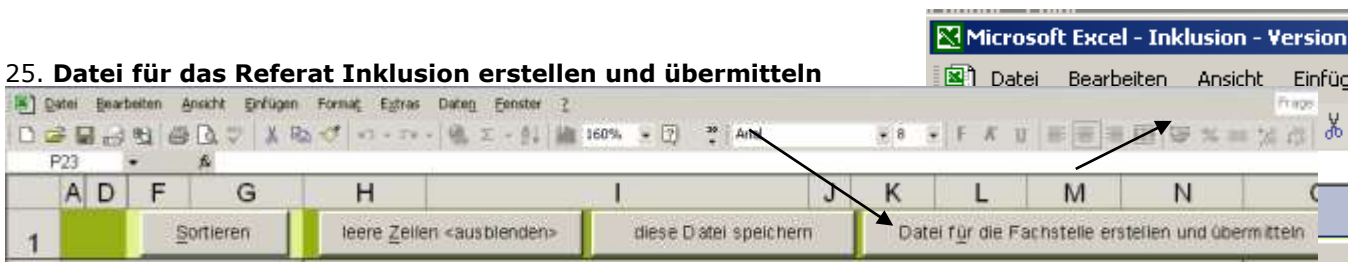 Microsoft Excel - Inklusion - Version
25. Datei für das Referat Inklusion erstellen und übermitteln
Datei Bearbeiten Ansicht Einfüg
Datei Bearbeiten Ansicht Einfügen Format Extras Daten Fenster ? Frage
160% Arial 8 F K U %
P23 fx
A D F G H I J K L M N
1 Sortieren leere Zeilen <ausblenden> diese Datei speichern Datei für die Fachstelle erstellen und übermitteln